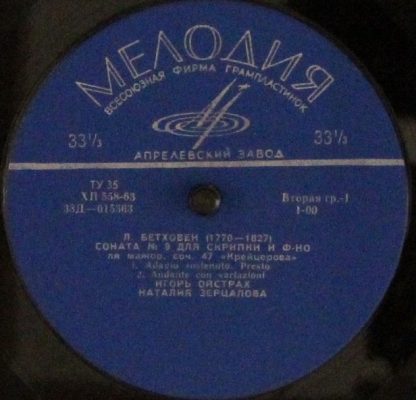 МЕЛОДИЯ
ВСЕСОЮЗНАЯ ФИРМА ГРАМПЛАСТИНОК
33⅓
33⅓
АПРЕЛЕВСКИЙ ЗАВОД
ТУ 35
ХП 558-63
33Д—015363
Вторая гр.-1
1-00
Л. БЕТХОВЕН (1770—1827)
СОНАТА № 9 ДЛЯ СКРИПКИ И Ф-НО
ля мажор, соч. 47 «Крейцерова»
1. Adagio sostenuto. Presto
2. Andante con variazioni
ИГОРЬ ОЙСТРАХ
НАТАЛИЯ ЗЕРЦАЛОВА